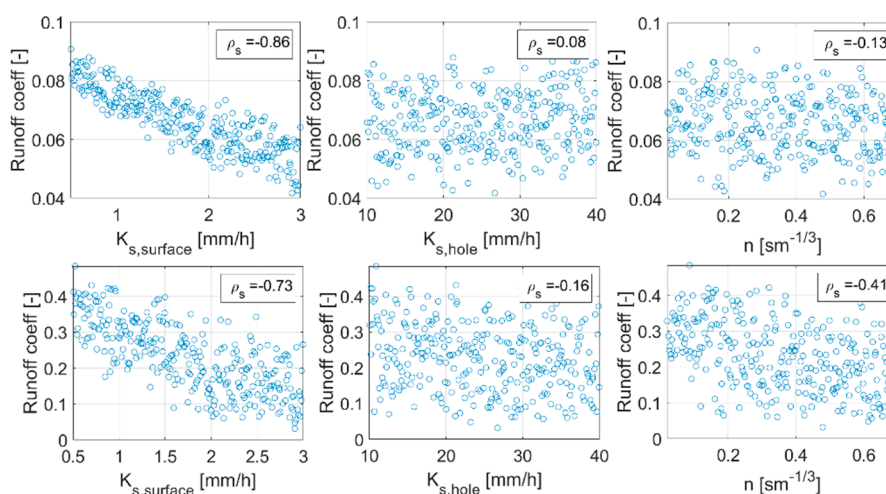 0.1 0.1 0.1
ρs =-0.86 ρs =0.08 ρs =-0.13
0.08 0.08 0.08
Runoff coeff [-] Runoff coeff [-] Runoff coeff [-]
0.06 0.06 0.06
0.04 0.04 0.04
1 2 3 10 20 30 40 0.2 0.4 0.6
Ks,surface [mm/h] Ks,hole [mm/h] n [sm-1/3]
ρs =-0.73 ρs =-0.16 ρs =-0.41
0.4 0.4 0.4
0.3 0.3 0.3
Runoff coeff [-] Runoff coeff [-] Runoff coeff [-]
0.2 0.2 0.2
0.1 0.1 0.1
0 0 0
0.5 1 1.5 2 2.5 3 10 20 30 40 0.2 0.4 0.6
Ks,surface [mm/h] Ks,hole [mm/h] n [sm-1/3]